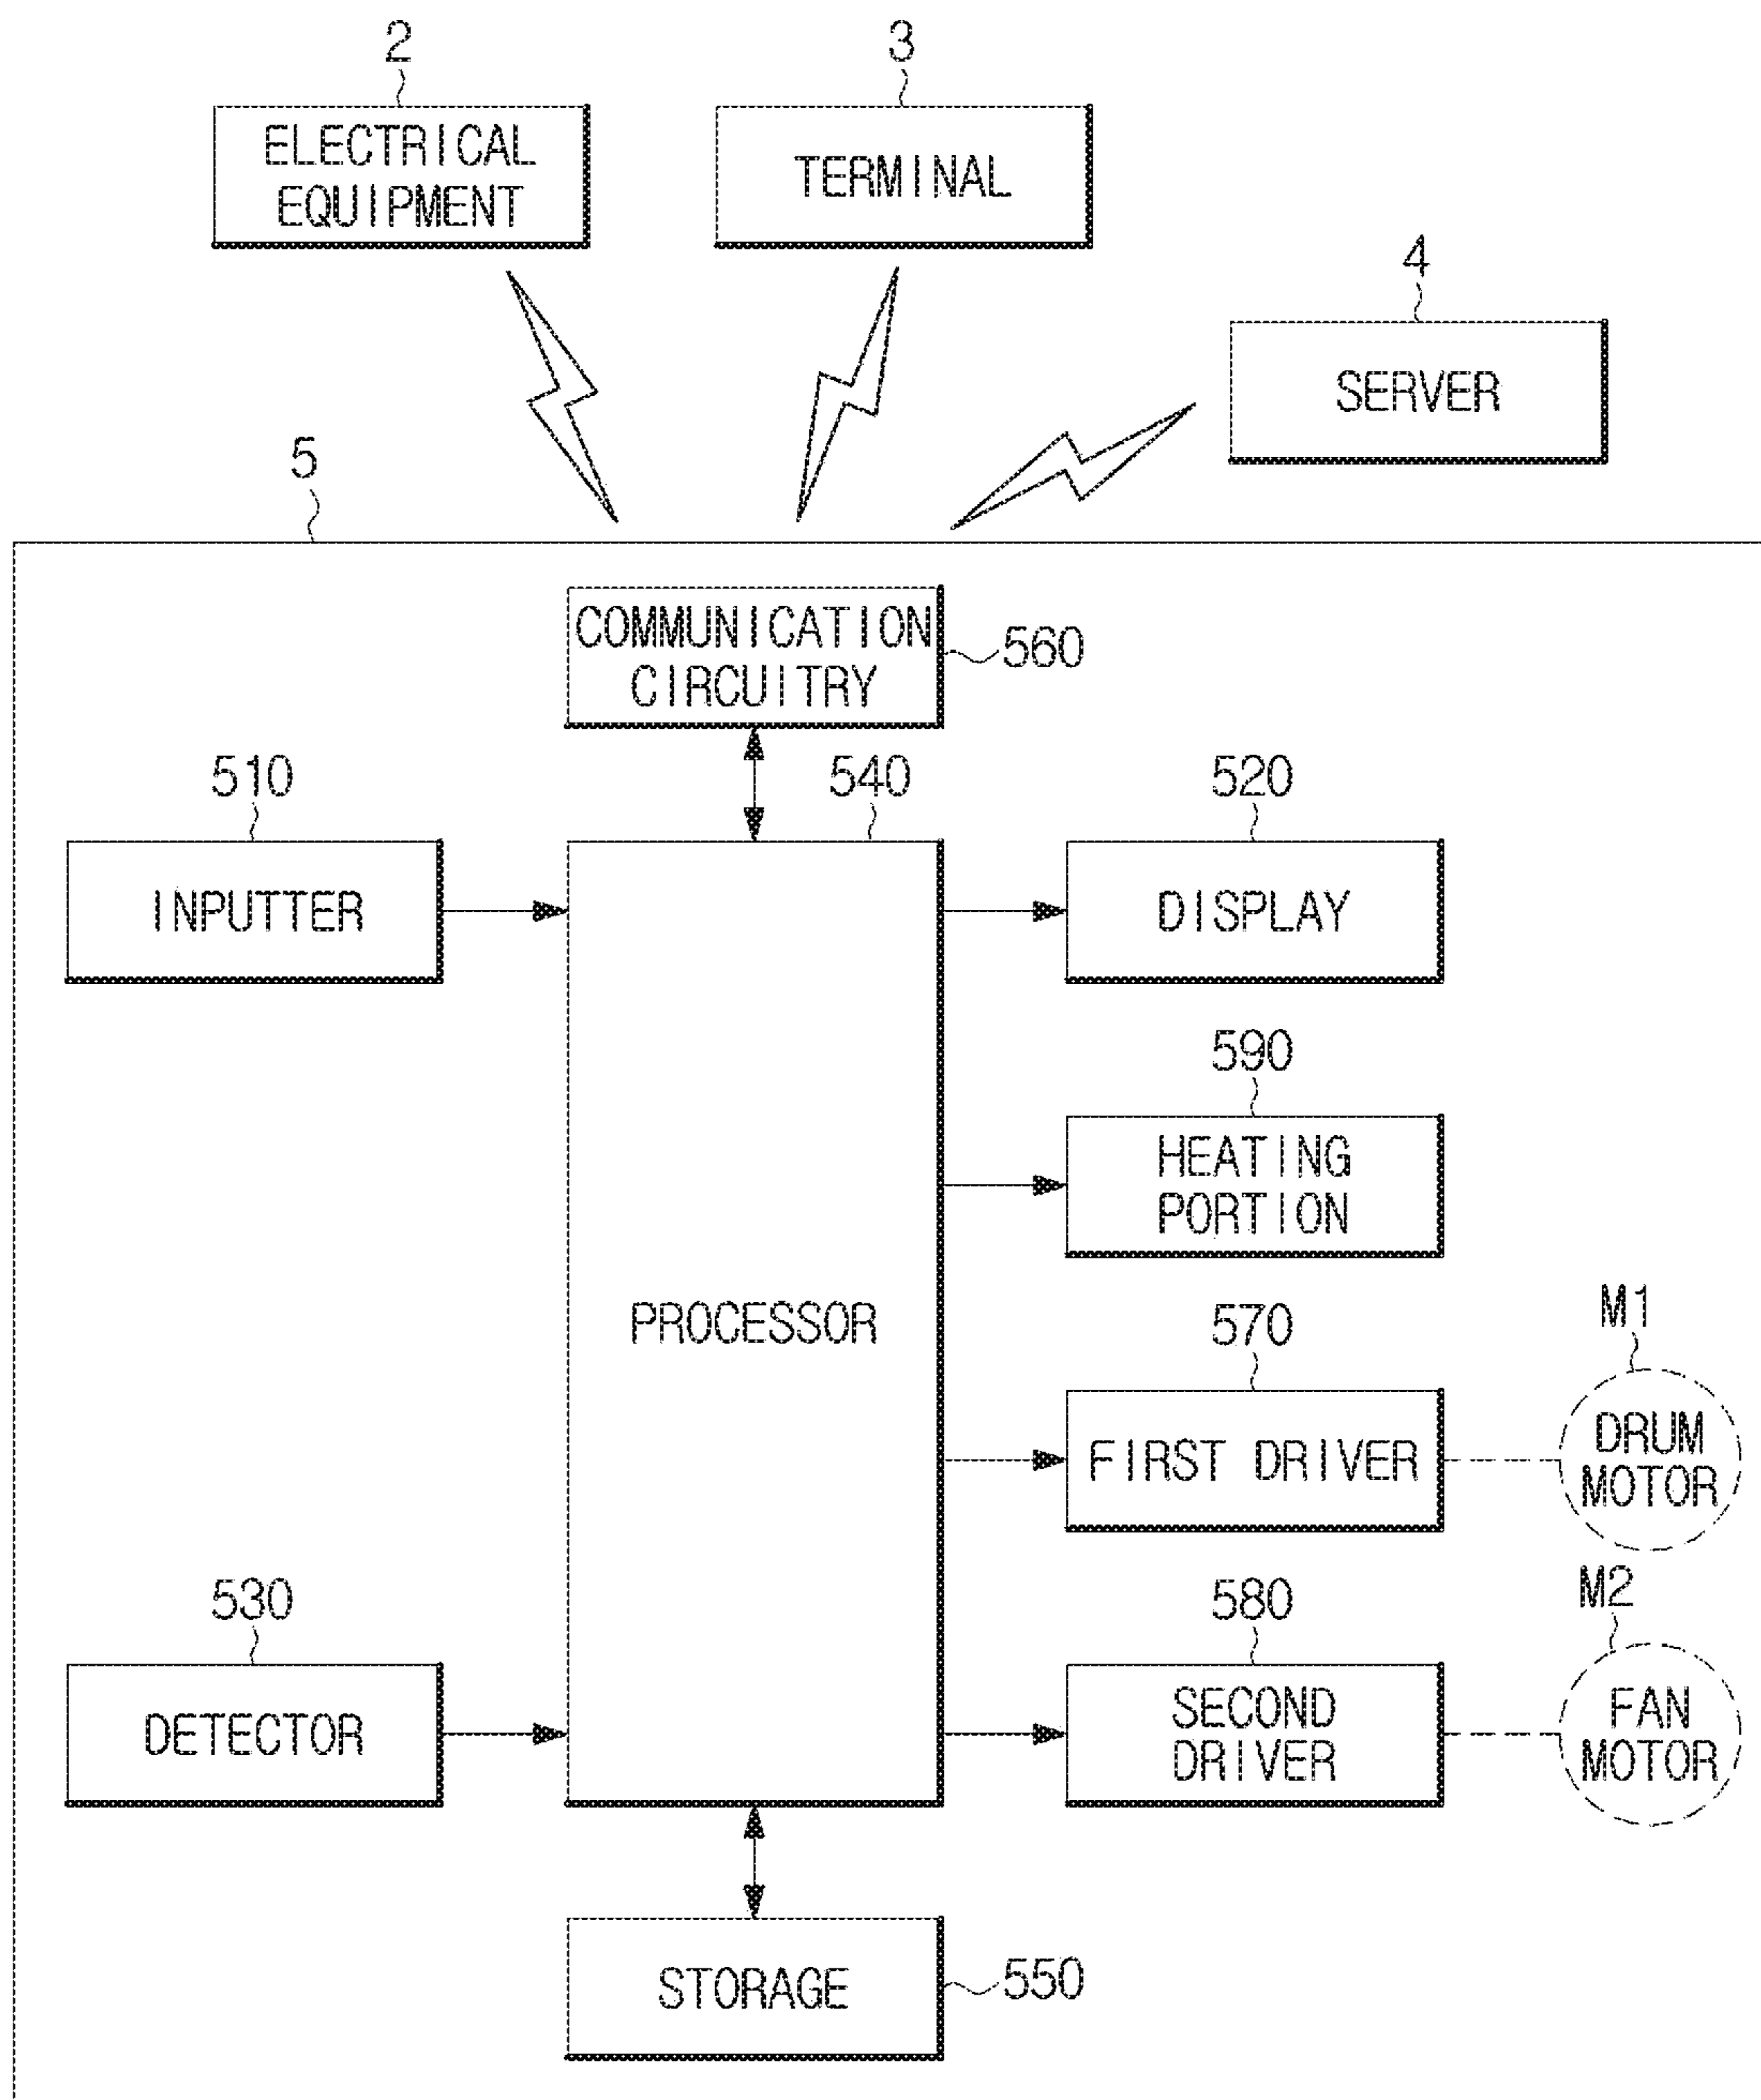 2
3
ELECTRICAL
EQUIPMENT
TERMINAL
4
SERVER
5
COMMUNICATION
CIRCUITRY
560
510
540
520
INPUTTER
DISPLAY
590
HEATING
PORTION
PROCESSOR
570
M1
FIRST DRIVER
DRUM
MOTOR
530
580
M2
DETECTOR
SECOND
DRIVER
FAN
MOTOR
STORAGE
550